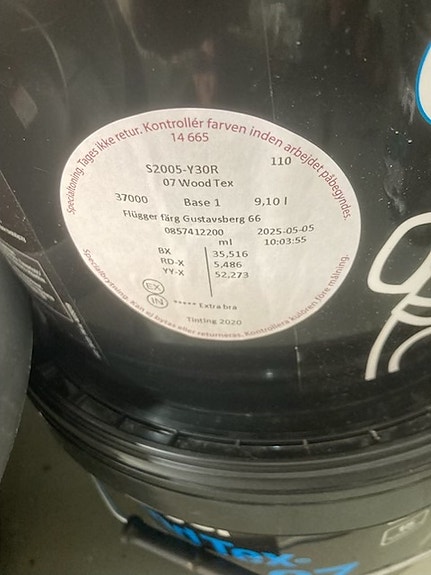 Specialtoning. Tages ikke retur. Kontrollér farven inden arbejdet påbegyndes.
14 665
110
S2005-Y30R
07 Wood Tex
37000 Base 1 9,10 l
Flügger färg Gustavsberg 66
0857412200 2025-05-05
ml 10:03:55
BX 35,516
RD-X 5,486
YY-X 52,273
EX
IN
***** Extra bra
Tinting 2020
Specialbrytning. Kan ej bytas eller returneras. Kontrollera kulören före målning.